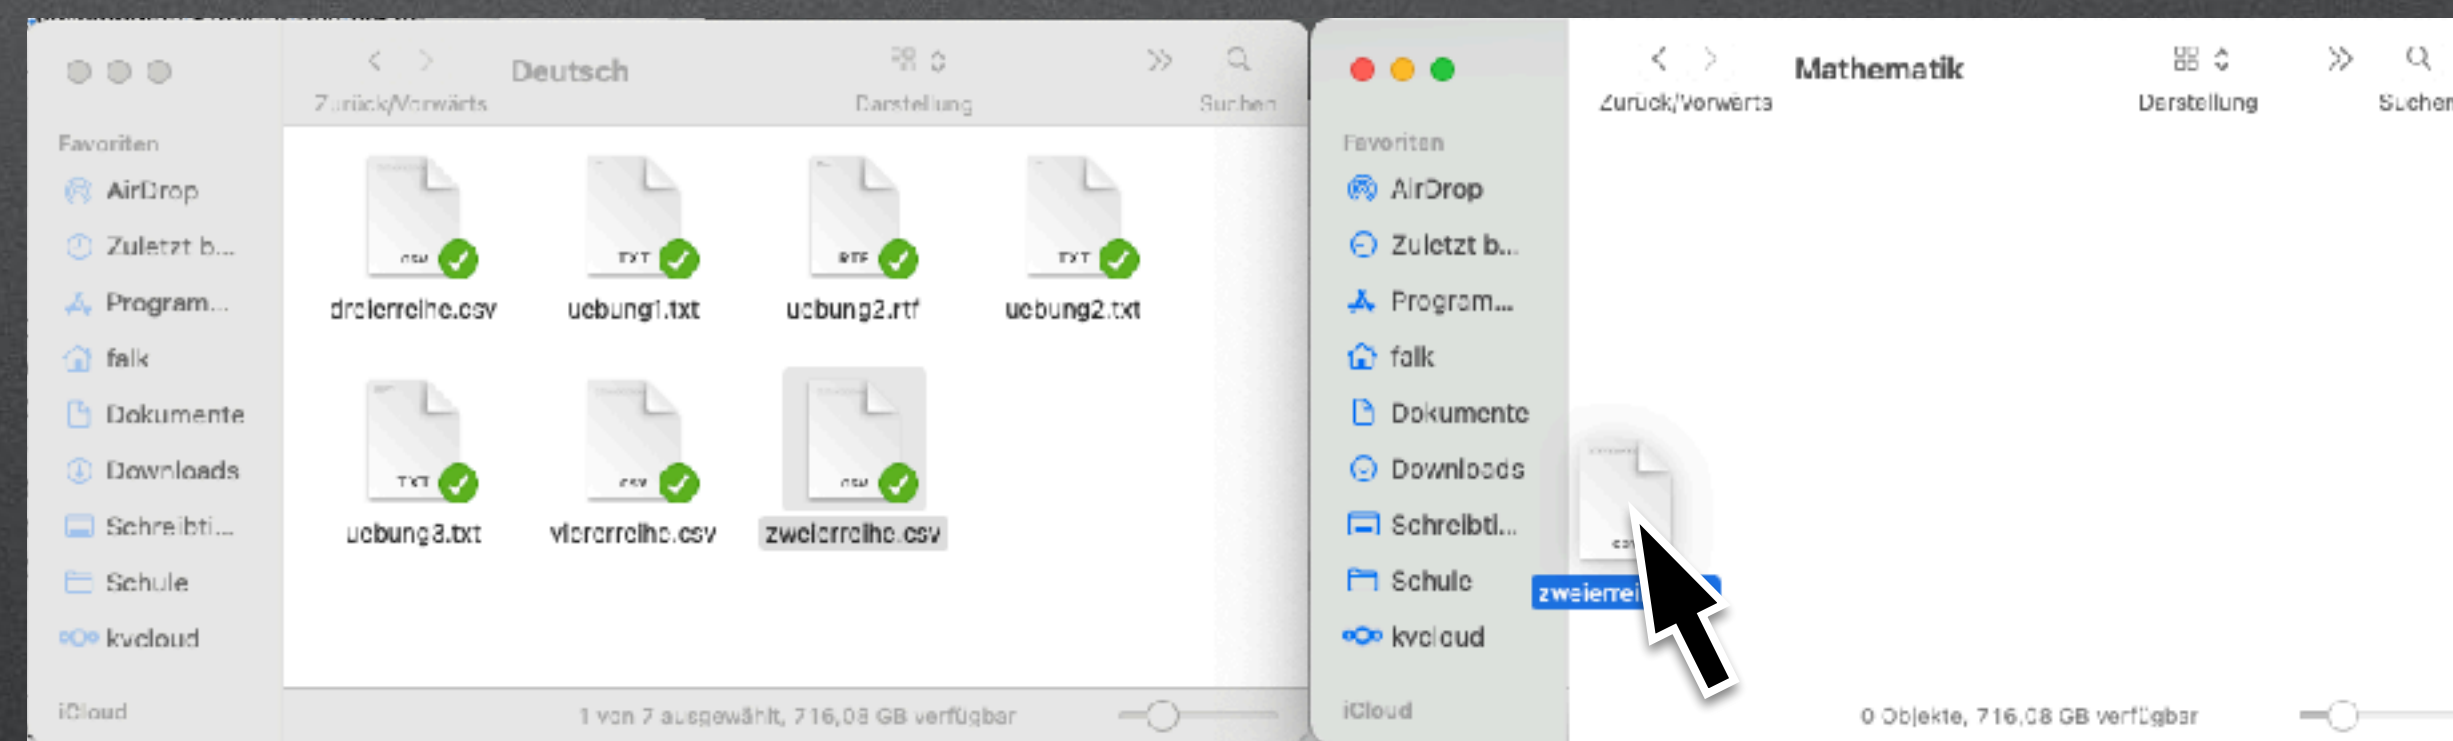 Deutsch
Zurück/Vorwärts
Darstellung
Suchen
Favoriten
AirDrop
Zuletzt b...
Program...
falk
Dokumente
Downloads
Schreibti...
Schule
kvcloud
iCloud
CSV
dreierreihe.csv
TXT
uebung1.txt
RTF
uebung2.rtf
TXT
uebung2.txt
TXT
uebung3.txt
CSV
viererreihe.csv
CSV
zweierreihe.csv
1 von 7 ausgewählt, 716,08 GB verfügbar
Mathematik
Zurück/Vorwärts
Darstellung
Suchen
Favoriten
AirDrop
Zuletzt b...
Program...
falk
Dokumente
Downloads
Schreibti...
Schule
kvcloud
iCloud
zweierrei
0 Objekte, 716,08 GB verfügbar